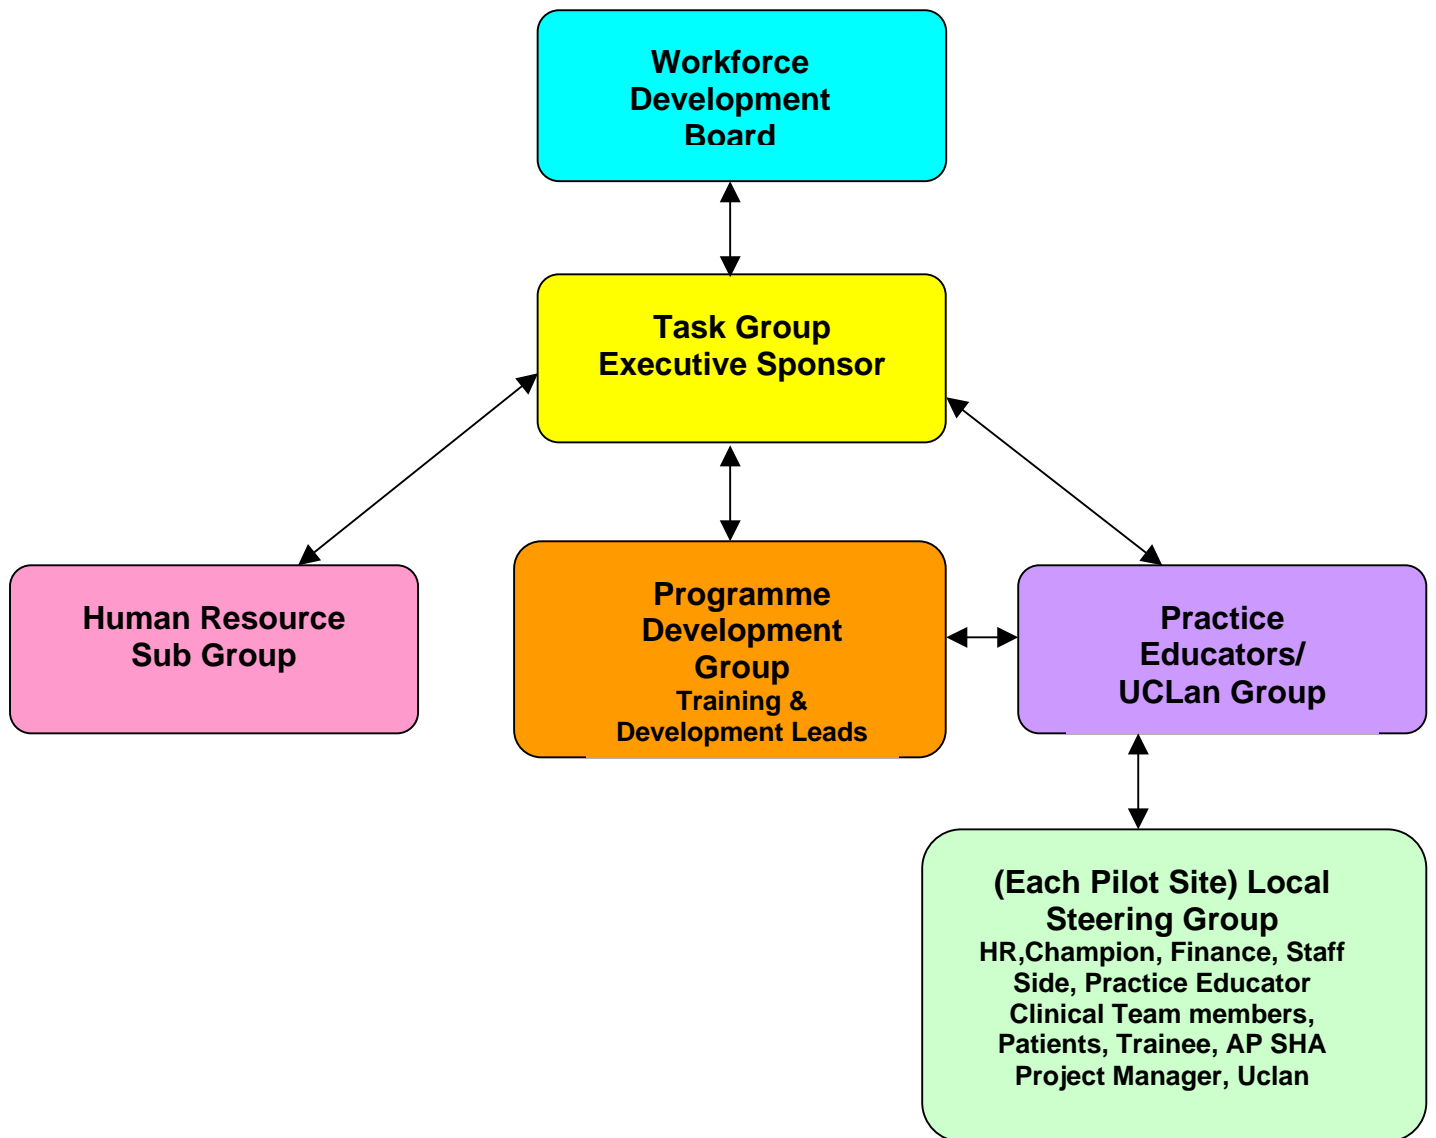 Workforce
Development
Board
Task Group
Executive Sponsor
Human Resource
Sub Group
Programme
Development
Group
Training &
Development Leads
Practice
Educators/
UCLan Group
(Each Pilot Site) Local
Steering Group
HR,Champion, Finance, Staff
Side, Practice Educator
Clinical Team members,
Patients, Trainee, AP SHA
Project Manager, Uclan